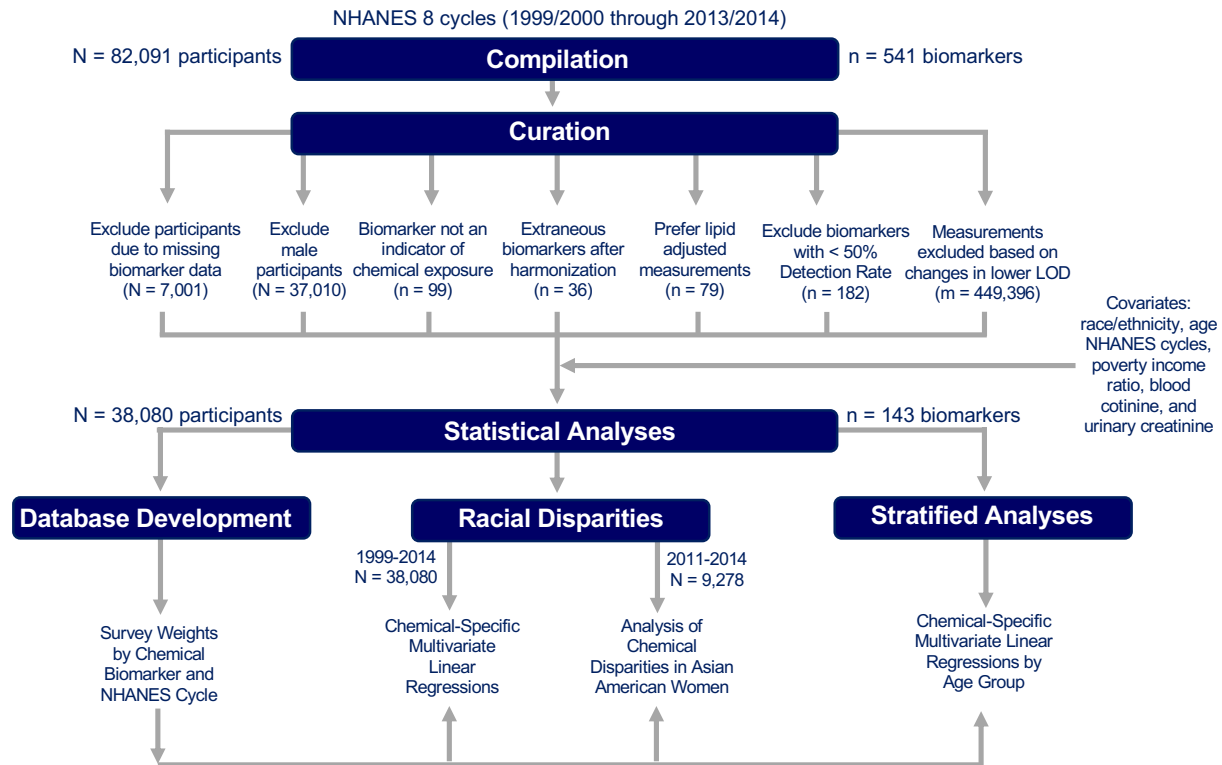 NHANES 8 cycles (1999/2000 through 2013/2014)
N = 82,091 participants
Compilation
n = 541 biomarkers
Curation
Exclude participants
due to missing
biomarker data
(N = 7,001)
Exclude
male
participants
(N = 37,010)
Biomarker not an
indicator of
chemical exposure
(n = 99)
Extraneous
biomarkers after
harmonization
(n = 36)
Prefer lipid
adjusted
measurements
(n = 79)
Exclude biomarkers
with < 50%
Detection Rate
(n = 182)
Measurements
excluded based on
changes in lower LOD
(m = 449,396)
Covariates:
race/ethnicity, age
NHANES cycles,
poverty income
ratio, blood
cotinine, and
urinary creatinine
N = 38,080 participants
Statistical Analyses
n = 143 biomarkers
Database Development
Racial Disparities
Stratified Analyses
1999-2014
N = 38,080
2011-2014
N = 9,278
Survey Weights
by Chemical
Biomarker and
NHANES Cycle
Chemical-Specific
Multivariate
Linear
Regressions
Analysis of
Chemical
Disparities in Asian
American Women
Chemical-Specific
Multivariate Linear
Regressions by
Age Group